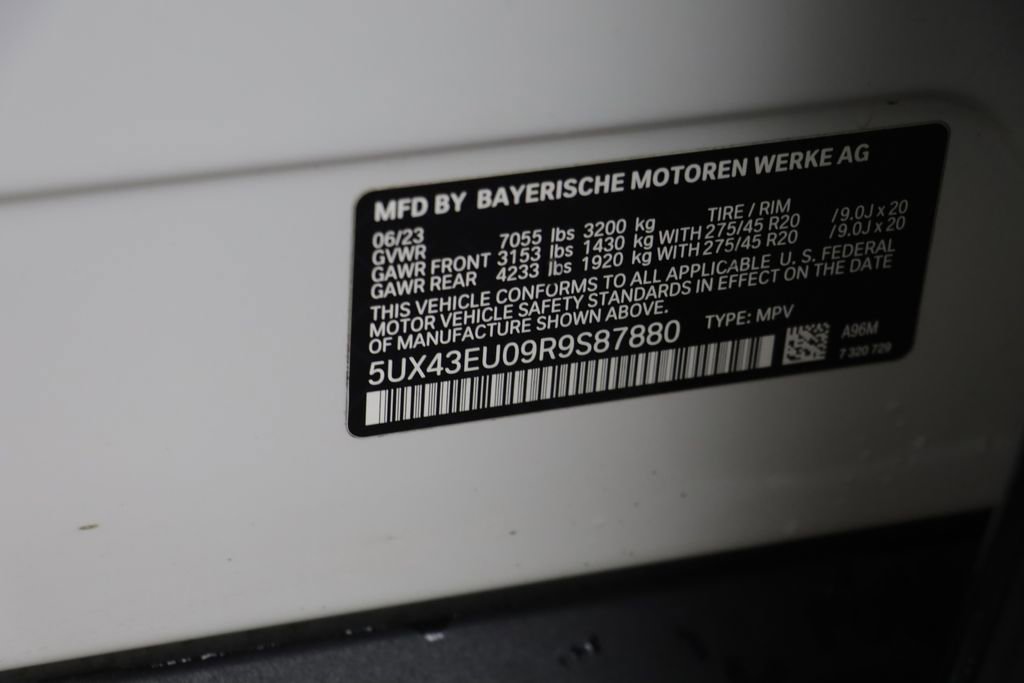 MFD BY BAYERISCHE MOTOREN WERKE AG
06/23 TIRE / RIM
GVWR 7055 lbs 3200 kg
GAWR FRONT 3153 lbs 1430 kg WITH 275/45 R20 /9.0J x 20
GAWR REAR 4233 lbs 1920 kg WITH 275/45 R20 /9.0J x 20
THIS VEHICLE CONFORMS TO ALL APPLICABLE U. S. FEDERAL
MOTOR VEHICLE SAFETY STANDARDS IN EFFECT ON THE DATE
OF MANUFACTURE SHOWN ABOVE.
5UX43EU09R9S87880 TYPE: MPV
A96M
7 320 729